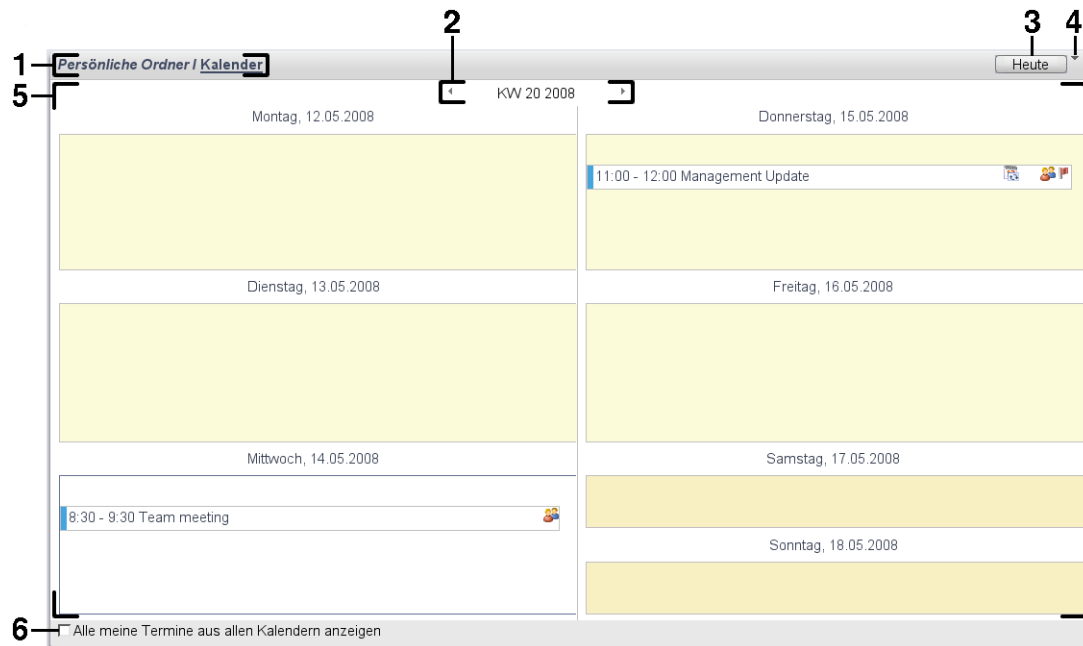 2
3
4
1
Persönliche Ordner / Kalender
Heute
5
KW 20 2008
Montag, 12.05.2008
Donnerstag, 15.05.2008
11:00 - 12:00 Management Update
Dienstag, 13.05.2008
Freitag, 16.05.2008
Mittwoch, 14.05.2008
Samstag, 17.05.2008
8:30 - 9:30 Team meeting
Sonntag, 18.05.2008
6
Alle meine Termine aus allen Kalendern anzeigen